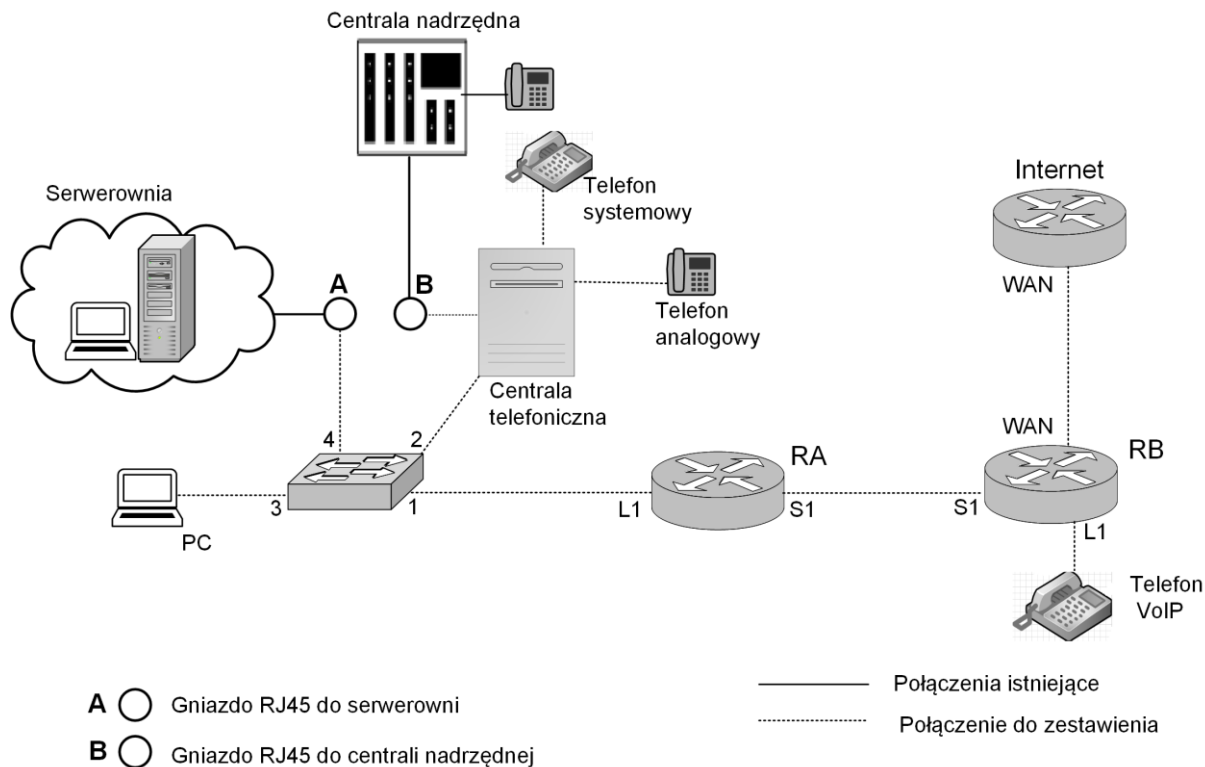 Centrala nadrzędna
Serwerownia
Telefon
systemowy
Internet
A
B
WAN
Telefon
analogowy
Centrala
telefoniczna
WAN
4
2
RA
RB
3
1
L1
S1
S1
L1
PC
Telefon
VoIP
A Gniazdo RJ45 do serwerowni
B Gniazdo RJ45 do centrali nadrzędnej
Połączenia istniejące
Połączenie do zestawienia